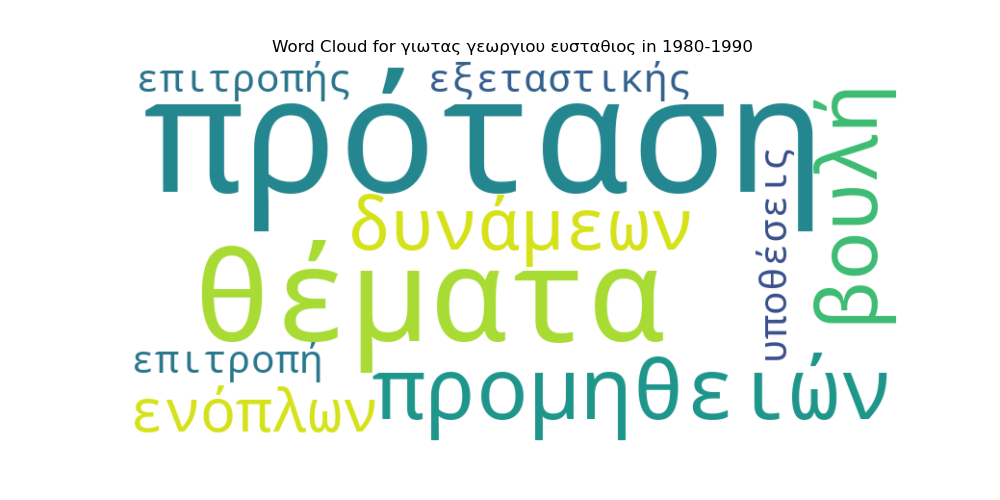 Word Cloud for γιωτας γεωργιου ευσταθιος in 1980-1990
επιτροπής εξεταστικής
πρόταση
βουλή
υποθέσεις
δυνάμεων
θέματα
επιτροπή
προμηθειών
ενόπλων